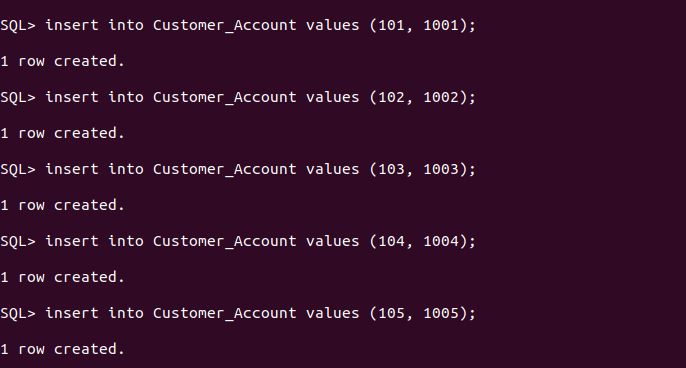 SQL> insert into Customer_Account values (101, 1001);
1 row created.
SQL> insert into Customer_Account values (102, 1002);
1 row created.
SQL> insert into Customer_Account values (103, 1003);
1 row created.
SQL> insert into Customer_Account values (104, 1004);
1 row created.
SQL> insert into Customer_Account values (105, 1005);
1 row created.